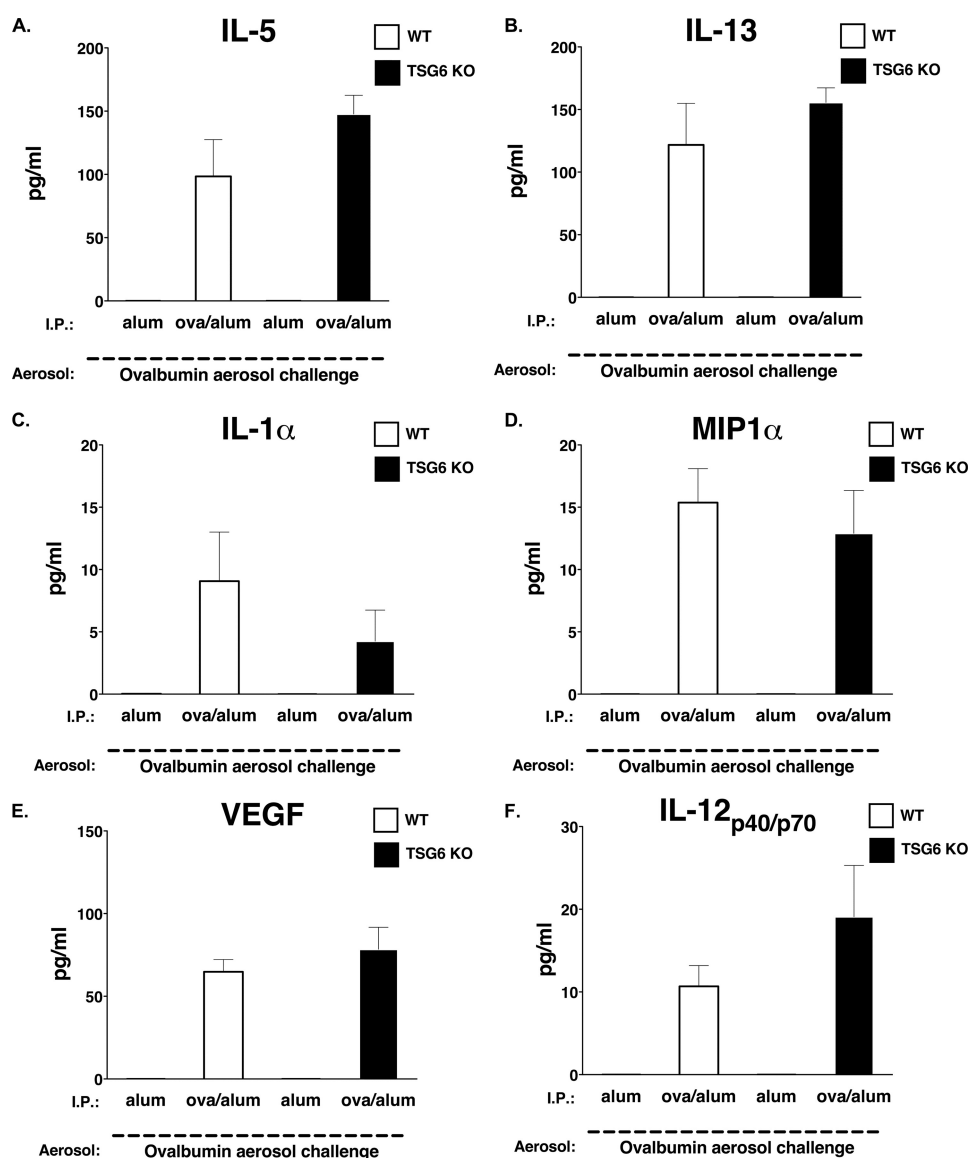 A.
IL-5
WT
TSG6 KO
200
150
100
50
0
pg/ml
I.P.: alum ova/alum alum ova/alum
Aerosol: Ovalbumin aerosol challenge
B.
IL-13
WT
TSG6 KO
200
150
100
50
0
pg/ml
I.P.: alum ova/alum alum ova/alum
Aerosol: Ovalbumin aerosol challenge
C.
IL-1α
WT
TSG6 KO
20
15
10
5
0
pg/ml
I.P.: alum ova/alum alum ova/alum
Aerosol: Ovalbumin aerosol challenge
D.
MIP1α
WT
TSG6 KO
20
15
10
5
0
pg/ml
I.P.: alum ova/alum alum ova/alum
Aerosol: Ovalbumin aerosol challenge
E.
VEGF
WT
TSG6 KO
150
100
50
0
pg/ml
I.P.: alum ova/alum alum ova/alum
Aerosol: Ovalbumin aerosol challenge
F.
IL-12p40/p70
WT
TSG6 KO
30
20
10
0
pg/ml
I.P.: alum ova/alum alum ova/alum
Aerosol: Ovalbumin aerosol challenge